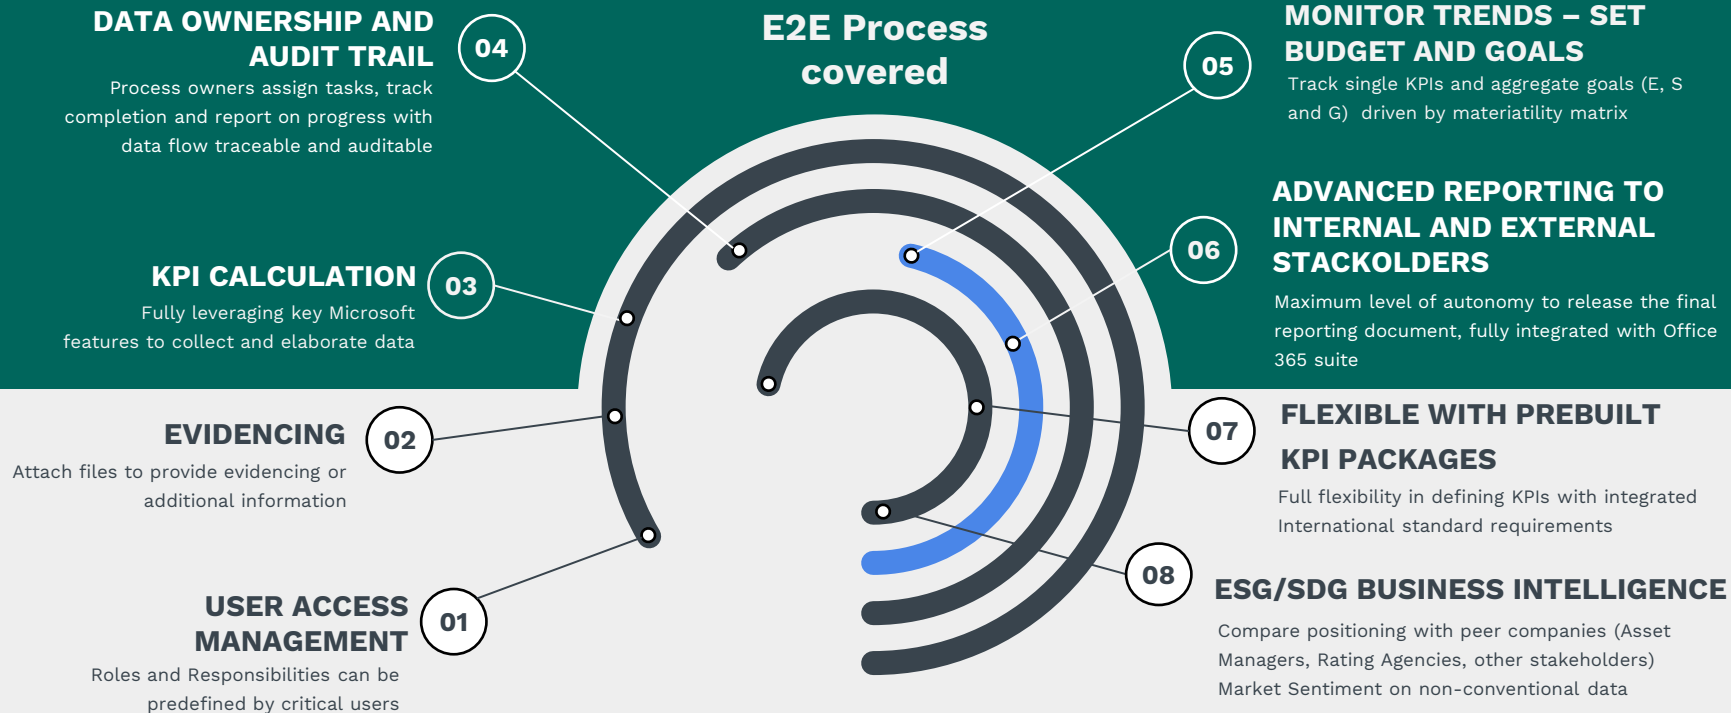 E2E Process
covered
DATA OWNERSHIP AND
AUDIT TRAIL
Process owners assign tasks, track
completion and report on progress with
data flow traceable and auditable
04
KPI CALCULATION
Fully leveraging key Microsoft
features to collect and elaborate data
03
EVIDENCING
Attach files to provide evidencing or
additional information
02
USER ACCESS
MANAGEMENT
Roles and Responsibilities can be
predefined by critical users
01
05
MONITOR TRENDS – SET
BUDGET AND GOALS
Track single KPIs and aggregate goals (E, S
and G)  driven by materiatility matrix
06
ADVANCED REPORTING TO
INTERNAL AND EXTERNAL
STACKOLDERS
Maximum level of autonomy to release the final
reporting document, fully integrated with Office
365 suite
07
FLEXIBLE WITH PREBUILT
KPI PACKAGES
Full flexibility in defining KPIs with integrated
International standard requirements
08
ESG/SDG BUSINESS INTELLIGENCE
Compare positioning with peer companies (Asset
Managers, Rating Agencies, other stakeholders)
Market Sentiment on non-conventional data